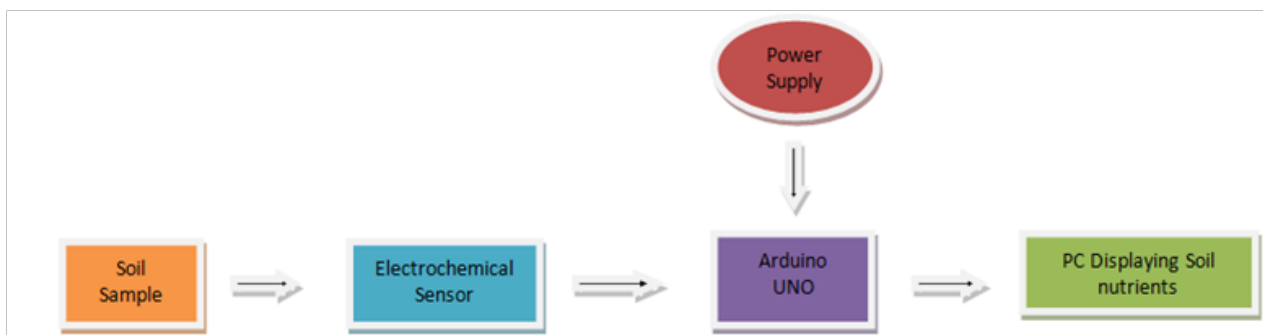 Power
Supply
Soil
Sample
Electrochemical
Sensor
Arduino
UNO
PC Displaying Soil
nutrients